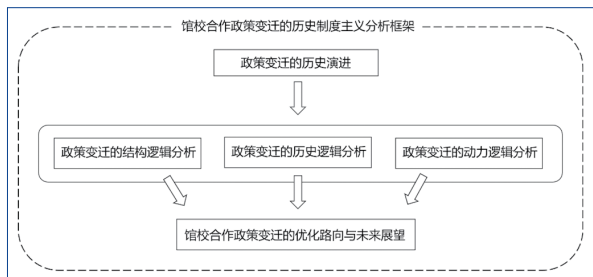 馆校合作政策变迁的历史制度主义分析框架
政策变迁的历史演进
政策变迁的结构逻辑分析
政策变迁的历史逻辑分析
政策变迁的动力逻辑分析
馆校合作政策变迁的优化路向与未来展望